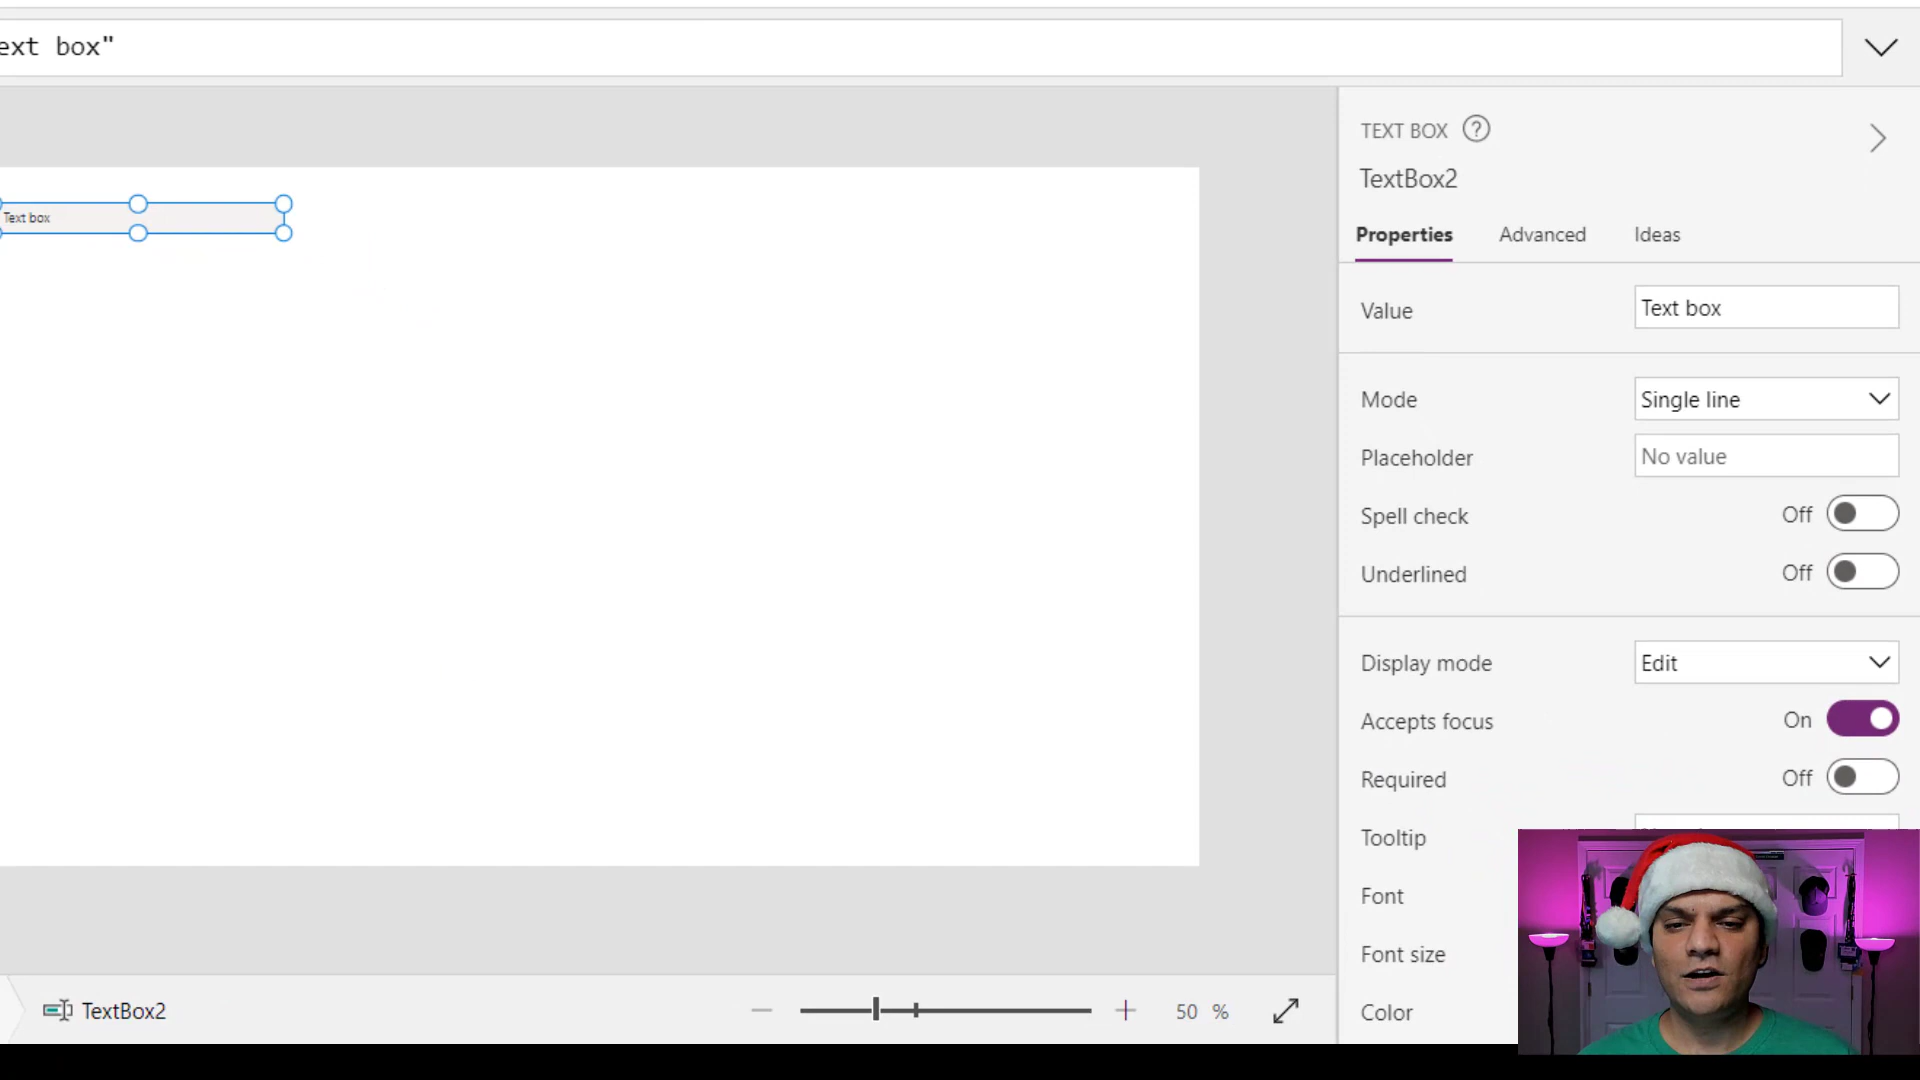 ext box"
Text box
TEXT BOX ?
TextBox2
Properties Advanced Ideas
Value Text box
Mode Single line
Placeholder No value
Spell check Off
Underlined Off
Display mode Edit
Accepts focus On
Required Off
Tooltip
Font
Font size
Color
TextBox2 50 %